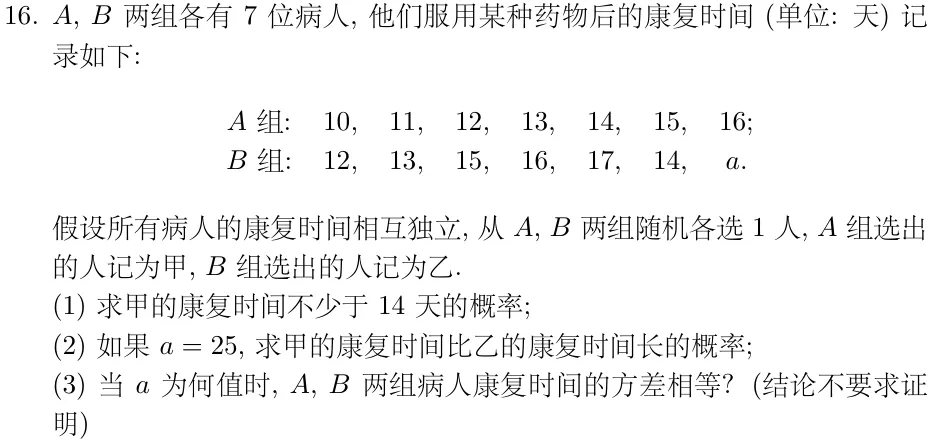 16. A, B 两组各有 7 位病人, 他们服用某种药物后的康复时间 (单位: 天) 记
录如下:
A 组: 10, 11, 12, 13, 14, 15, 16;
B 组: 12, 13, 15, 16, 17, 14, a.
假设所有病人的康复时间相互独立, 从 A, B 两组随机各选 1 人, A 组选出
的人记为甲, B 组选出的人记为乙.
(1) 求甲的康复时间不少于 14 天的概率;
(2) 如果 a = 25, 求甲的康复时间比乙的康复时间长的概率;
(3) 当 a 为何值时, A, B 两组病人康复时间的方差相等? (结论不要求证
明)